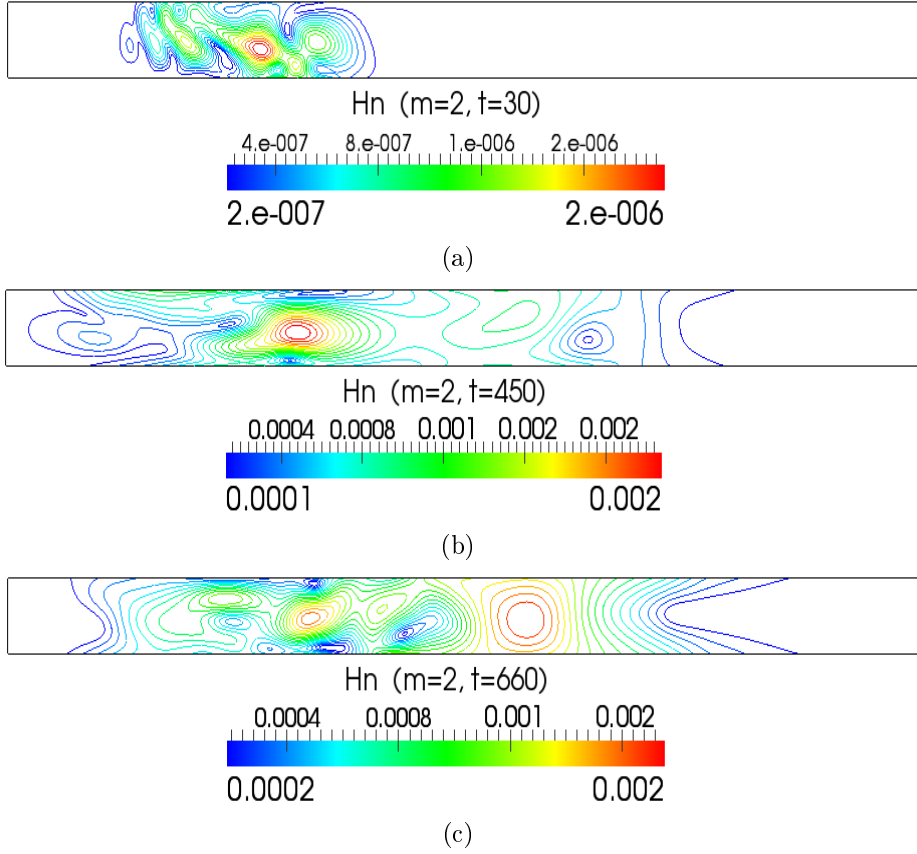 Hn (m=2, t=30)
4.e-007 8.e-007 1.e-006 2.e-006
2.e-007 2.e-006
(a)
Hn (m=2, t=450)
0.0004 0.0008 0.001 0.002 0.002
0.0001 0.002
(b)
Hn (m=2, t=660)
0.0004 0.0008 0.001 0.002
0.0002 0.002
(c)